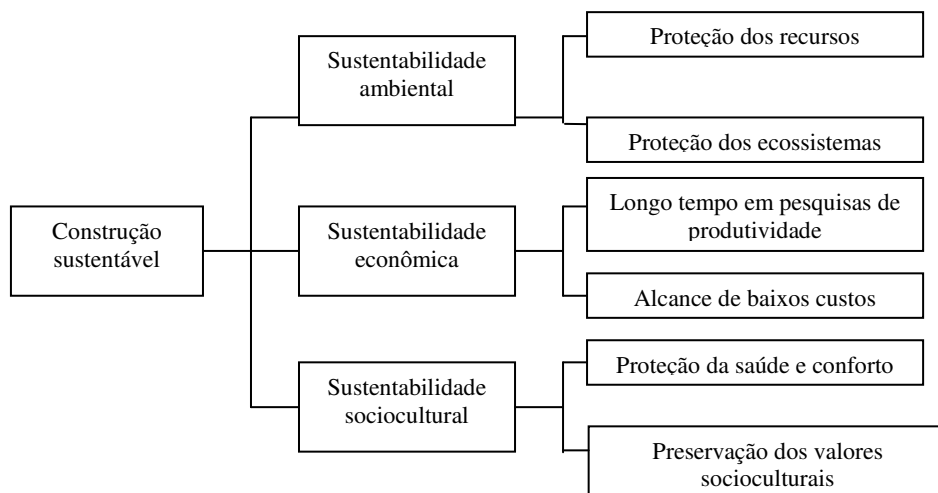 Construção
sustentável
Sustentabilidade
ambiental
Proteção dos recursos
Proteção dos ecossistemas
Sustentabilidade
econômica
Longo tempo em pesquisas de
produtividade
Alcance de baixos custos
Sustentabilidade
sociocultural
Proteção da saúde e conforto
Preservação dos valores
socioculturais